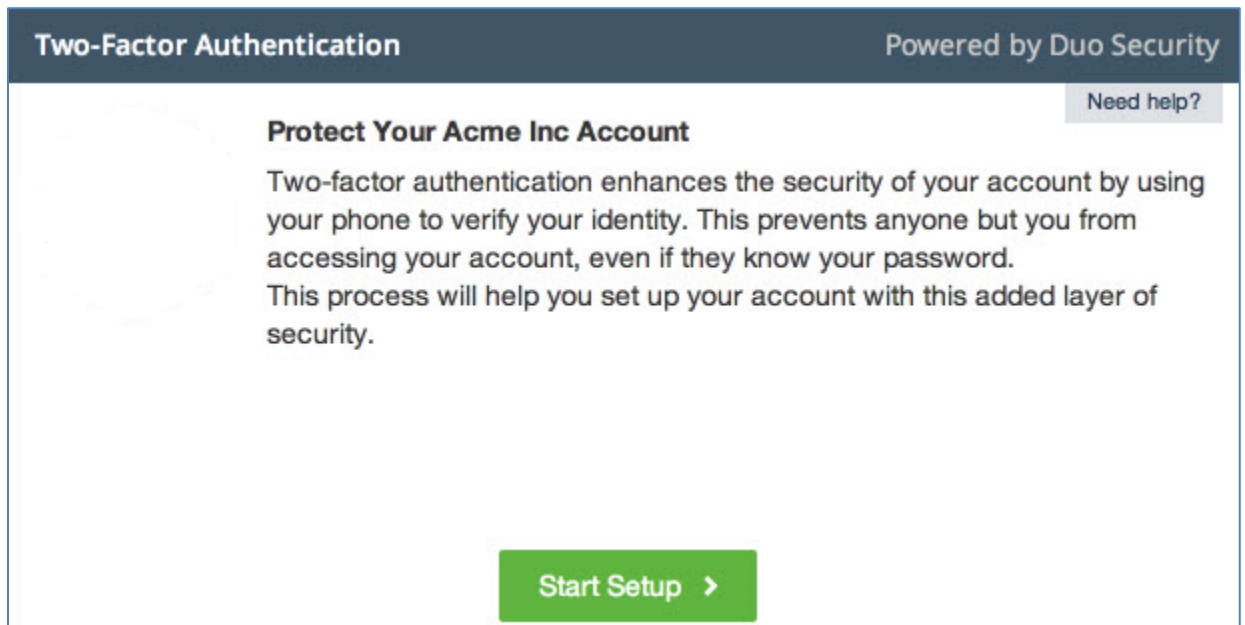 Two-Factor Authentication
Powered by Duo Security
Need help?
Protect Your Acme Inc Account
Two-factor authentication enhances the security of your account by using
your phone to verify your identity. This prevents anyone but you from
accessing your account, even if they know your password.
This process will help you set up your account with this added layer of
security.
Start Setup